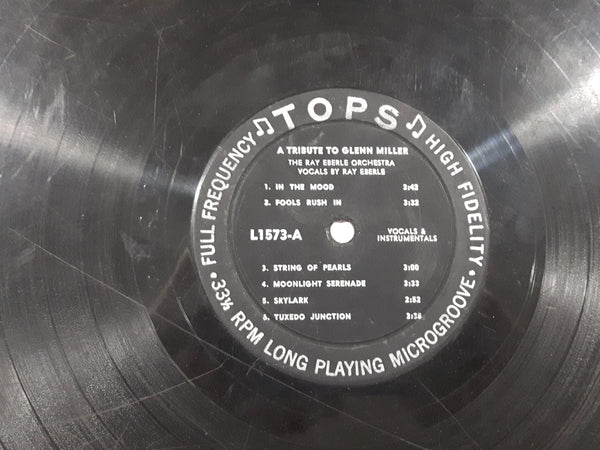 ♫ TOPS ♫
FULL FREQUENCY
HIGH FIDELITY
• 33⅓ RPM LONG PLAYING MICROGROOVE •
A TRIBUTE TO GLENN MILLER
THE RAY EBERLE ORCHESTRA
VOCALS BY RAY EBERLE
1. IN THE MOOD 3:42
2. FOOLS RUSH IN 3:32
L1573-A
VOCALS &
INSTRUMENTALS
3. STRING OF PEARLS 3:00
4. MOONLIGHT SERENADE 3:23
5. SKYLARK 2:52
6. TUXEDO JUNCTION